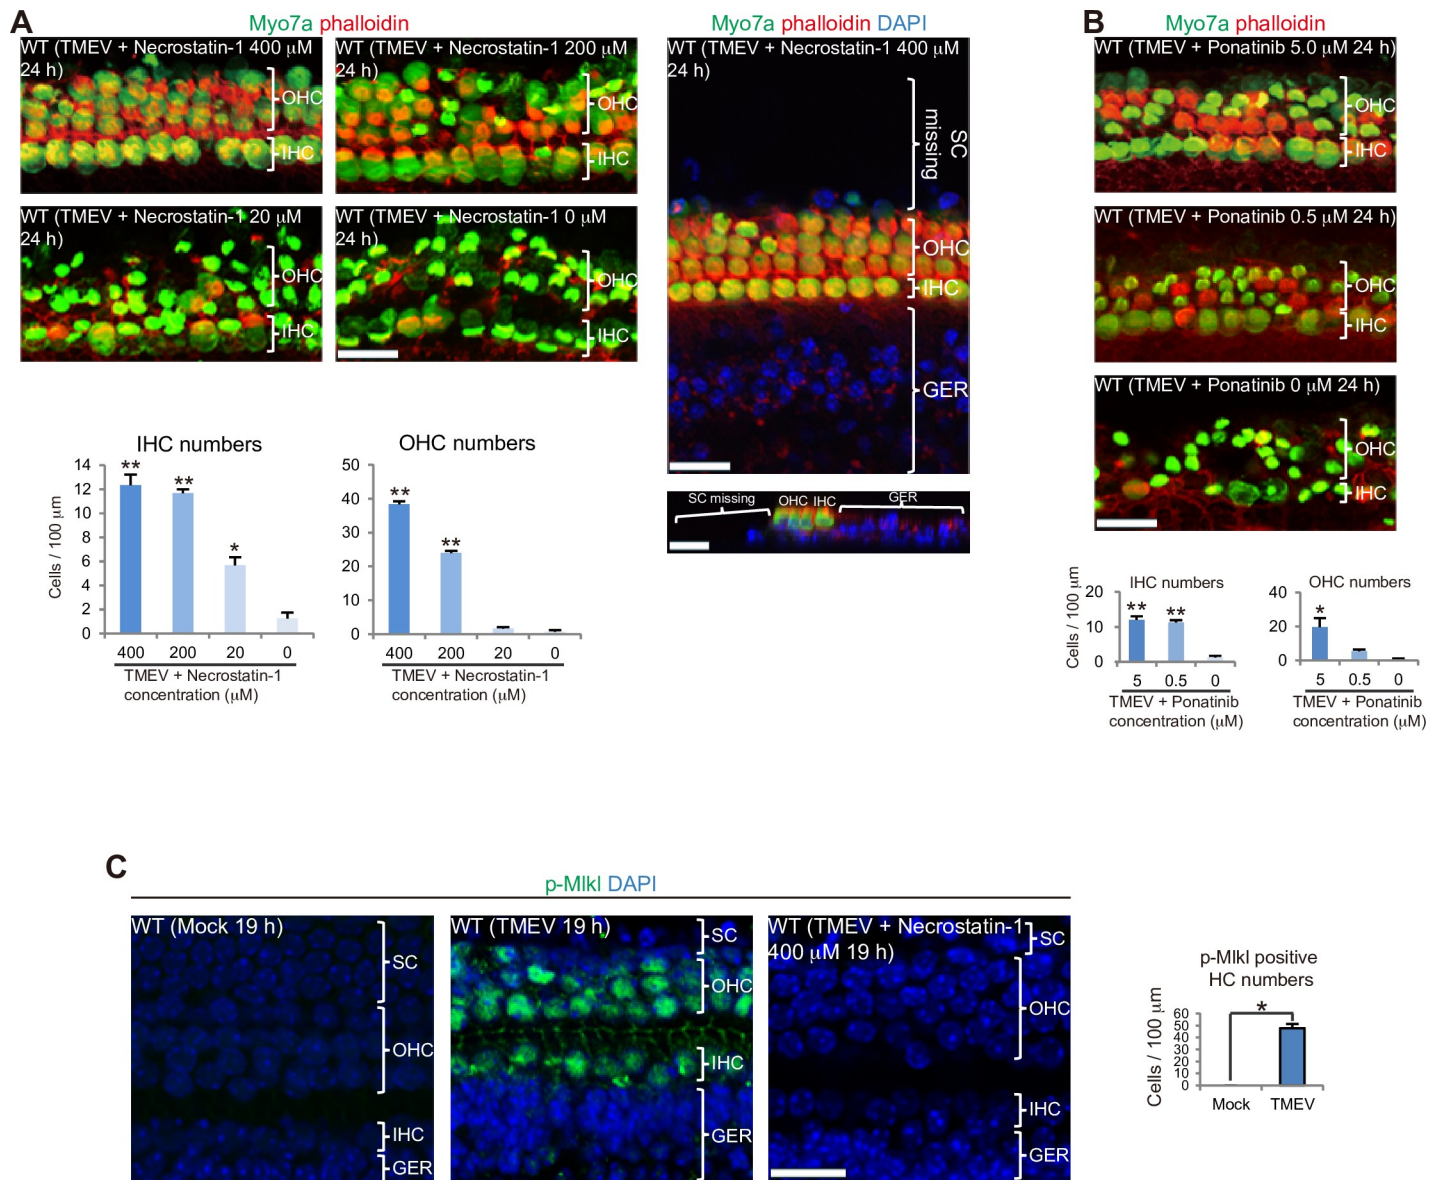 A
Myo7a phalloidin
WT (TMEV + Necrostatin-1 400 μM
24 h)
OHC
IHC
WT (TMEV + Necrostatin-1 200 μM
24 h)
OHC
IHC
WT (TMEV + Necrostatin-1 20 μM
24 h)
OHC
IHC
WT (TMEV + Necrostatin-1 0 μM
24 h)
OHC
IHC
Myo7a phalloidin DAPI
WT (TMEV + Necrostatin-1 400 μM
24 h)
SC
missing
OHC
IHC
GER
SC missing
OHC IHC
GER
IHC numbers
Cells / 100 μm
14
12
10
8
6
4
2
0
**
**
*
400 200 20 0
TMEV + Necrostatin-1
concentration (μM)
OHC numbers
50
40
30
20
10
0
**
**
400 200 20 0
TMEV + Necrostatin-1
concentration (μM)
B
Myo7a phalloidin
WT (TMEV + Ponatinib 5.0 μM 24 h)
OHC
IHC
WT (TMEV + Ponatinib 0.5 μM 24 h)
OHC
IHC
WT (TMEV + Ponatinib 0 μM 24 h)
OHC
IHC
IHC numbers
Cells / 100 μm
20
10
0
**
**
5 0.5 0
TMEV + Ponatinib
concentration (μM)
OHC numbers
40
20
0
*
5 0.5 0
TMEV + Ponatinib
concentration (μM)
C
p-Mlkl DAPI
WT (Mock 19 h)
SC
OHC
IHC
GER
WT (TMEV 19 h)
SC
OHC
IHC
GER
WT (TMEV + Necrostatin-1
400 μM 19 h)
SC
OHC
IHC
GER
p-Mlkl positive
HC numbers
Cells / 100 μm
60
50
40
30
20
10
0
*
Mock TMEV